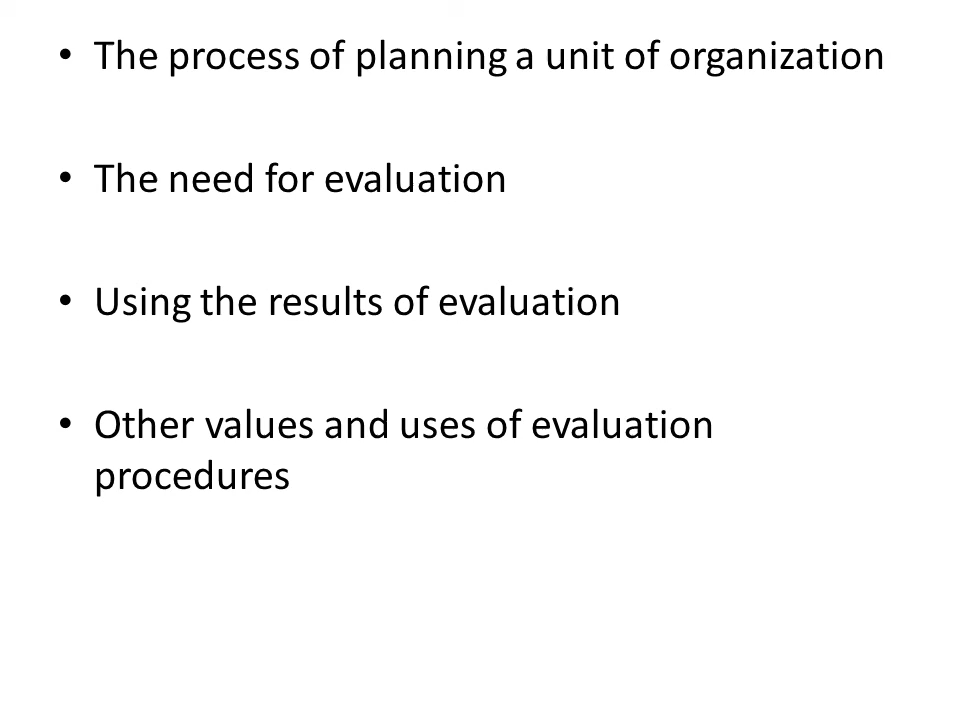 • The process of planning a unit of organization
• The need for evaluation
• Using the results of evaluation
• Other values and uses of evaluation
procedures